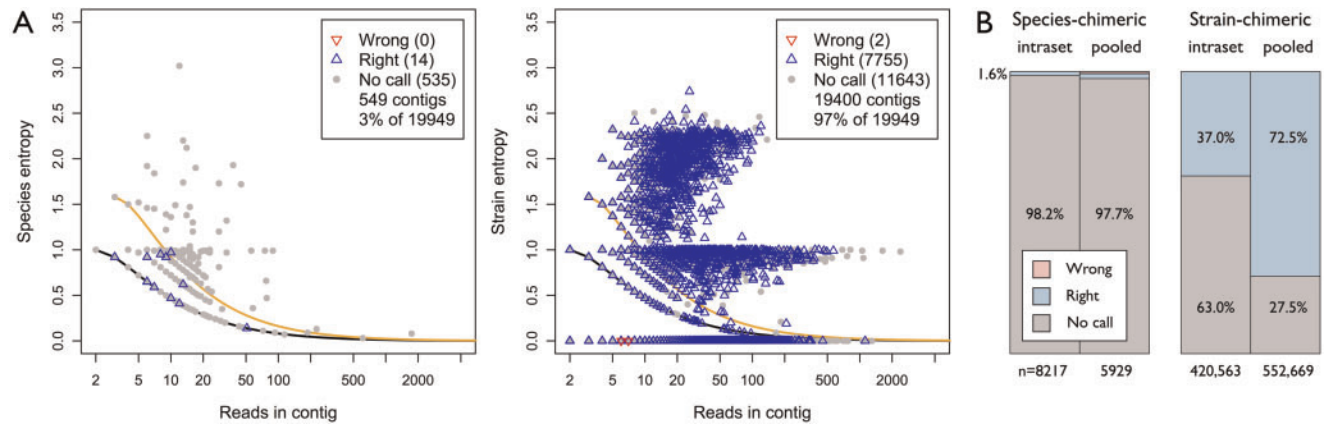 A
Species entropy
3.5
3.0
2.5
2.0
1.5
1.0
0.5
0.0
Wrong (0)
Right (14)
No call (535)
549 contigs
3% of 19949
2 5 10 20 50 100 500 2000
Reads in contig
Strain entropy
3.5
3.0
2.5
2.0
1.5
1.0
0.5
0.0
Wrong (2)
Right (7755)
No call (11643)
19400 contigs
97% of 19949
2 5 10 20 50 100 500 2000
Reads in contig
B
Species-chimeric Strain-chimeric
intraset pooled intraset pooled
1.6%
37.0% 72.5%
98.2% 97.7%
Wrong
Right
No call
63.0% 27.5%
n=8217 5929 420,563 552,669